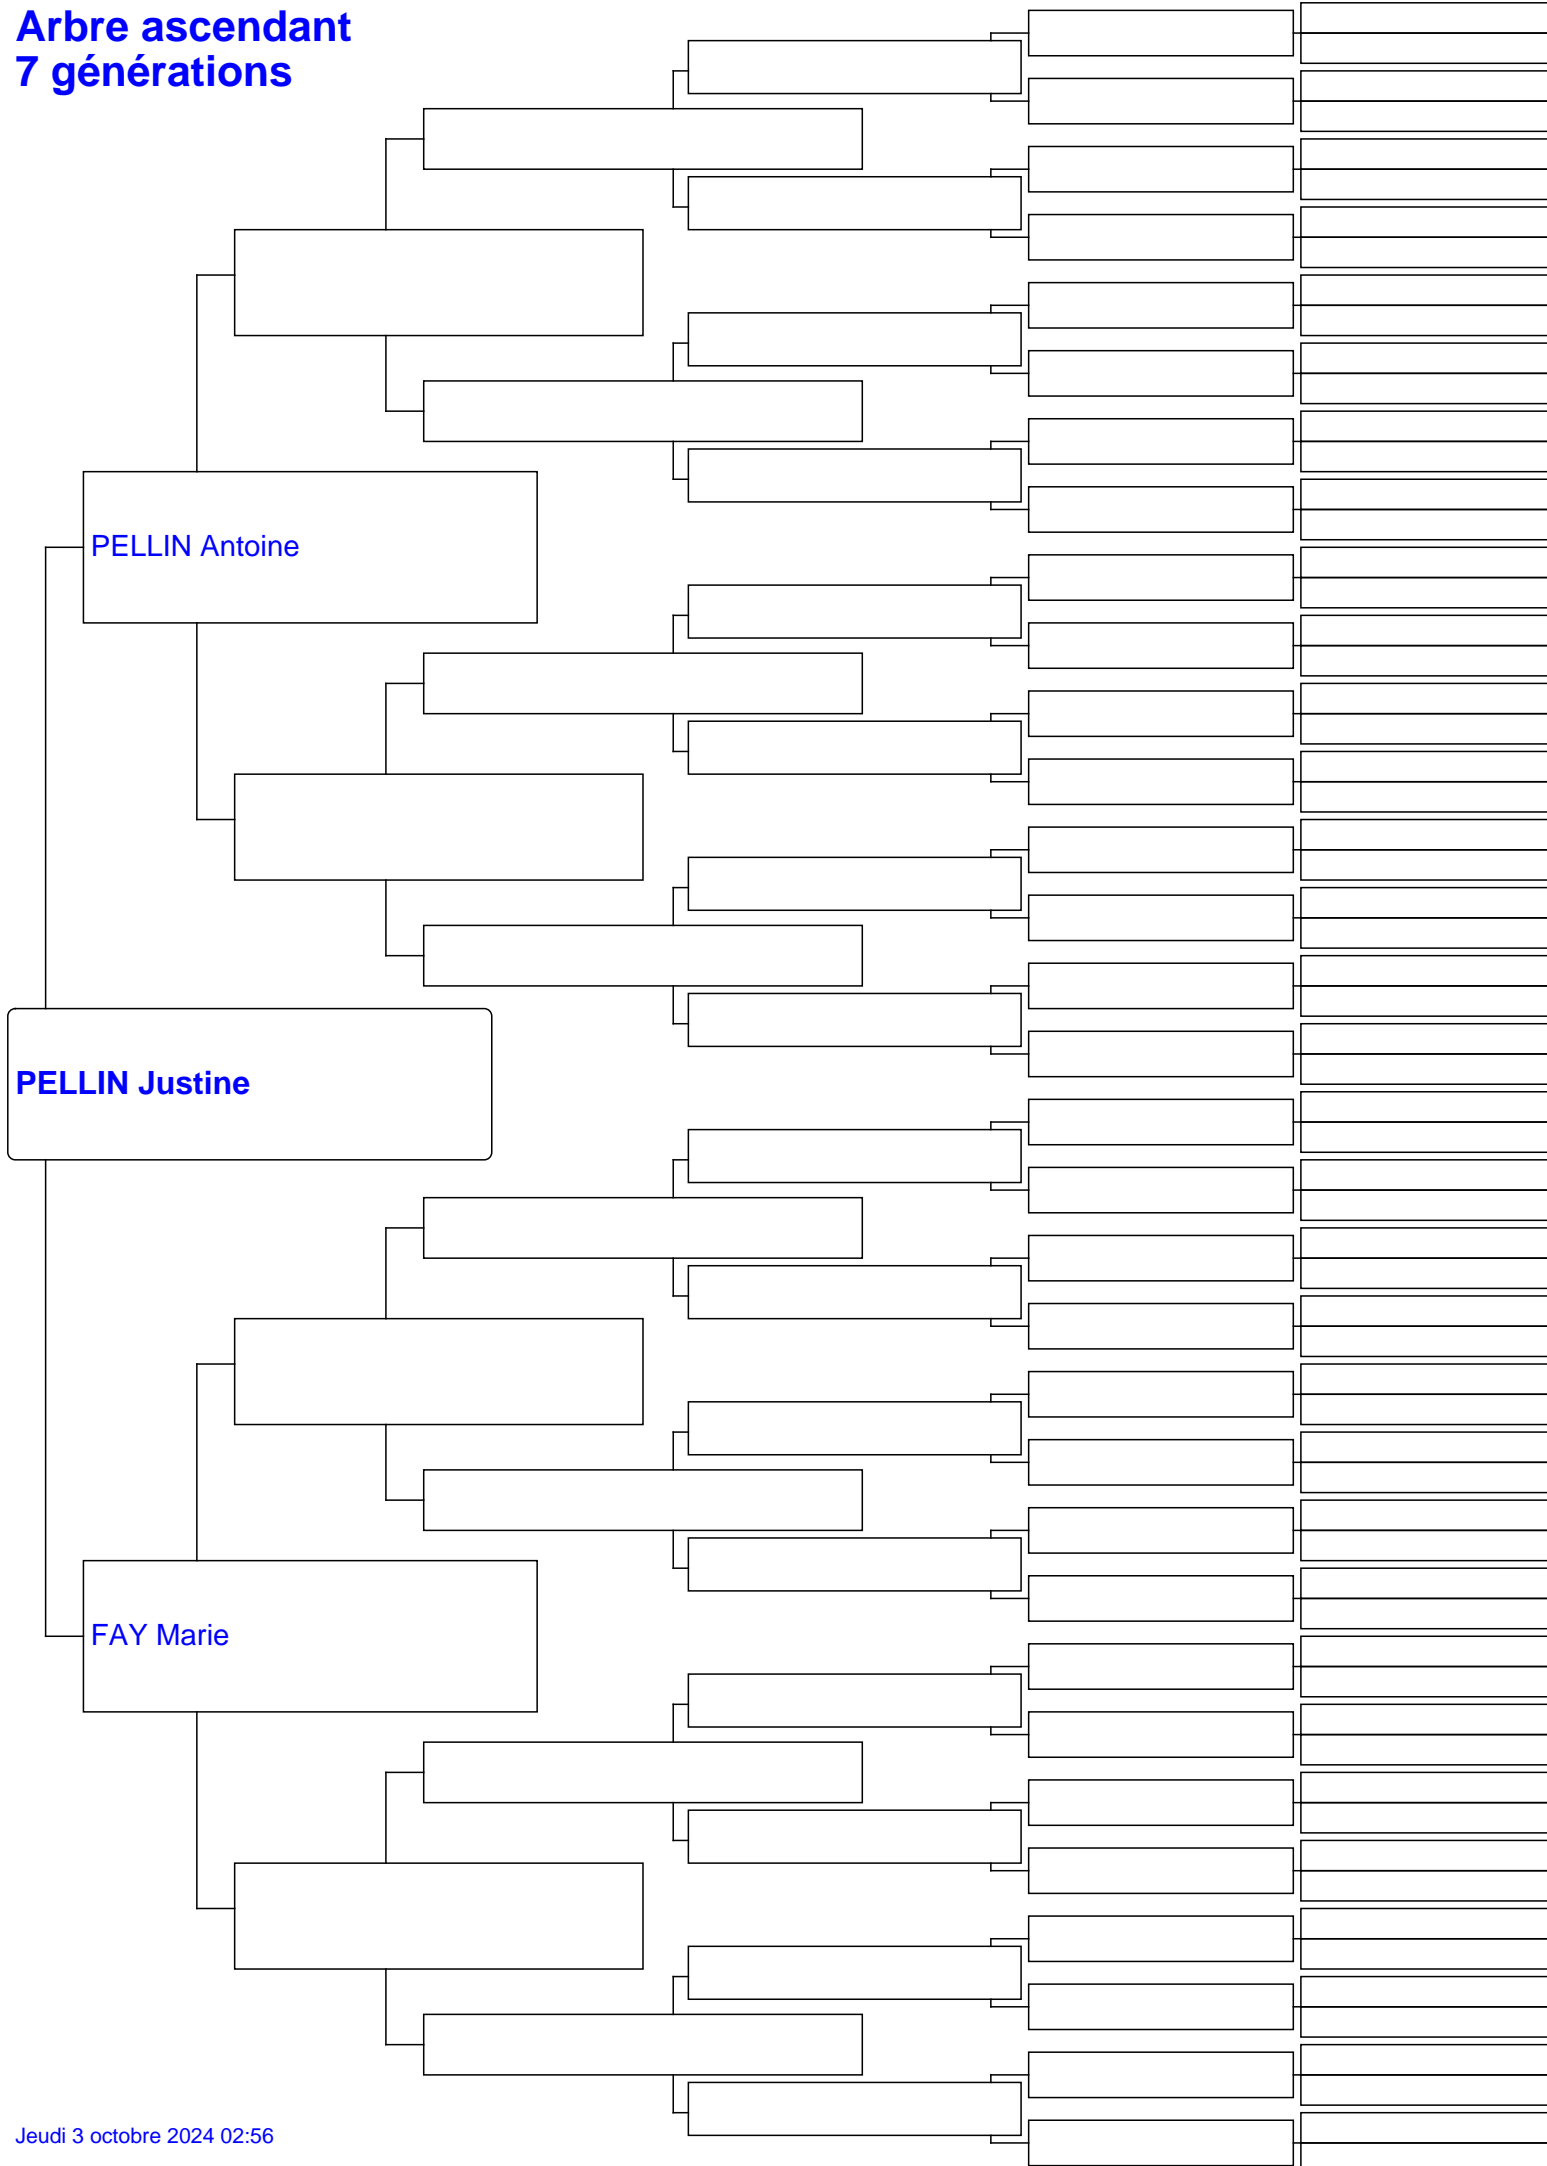 Arbre ascendant
7 générations
PELLIN Antoine
PELLIN Justine
FAY Marie
Jeudi 3 octobre 2024 02:56